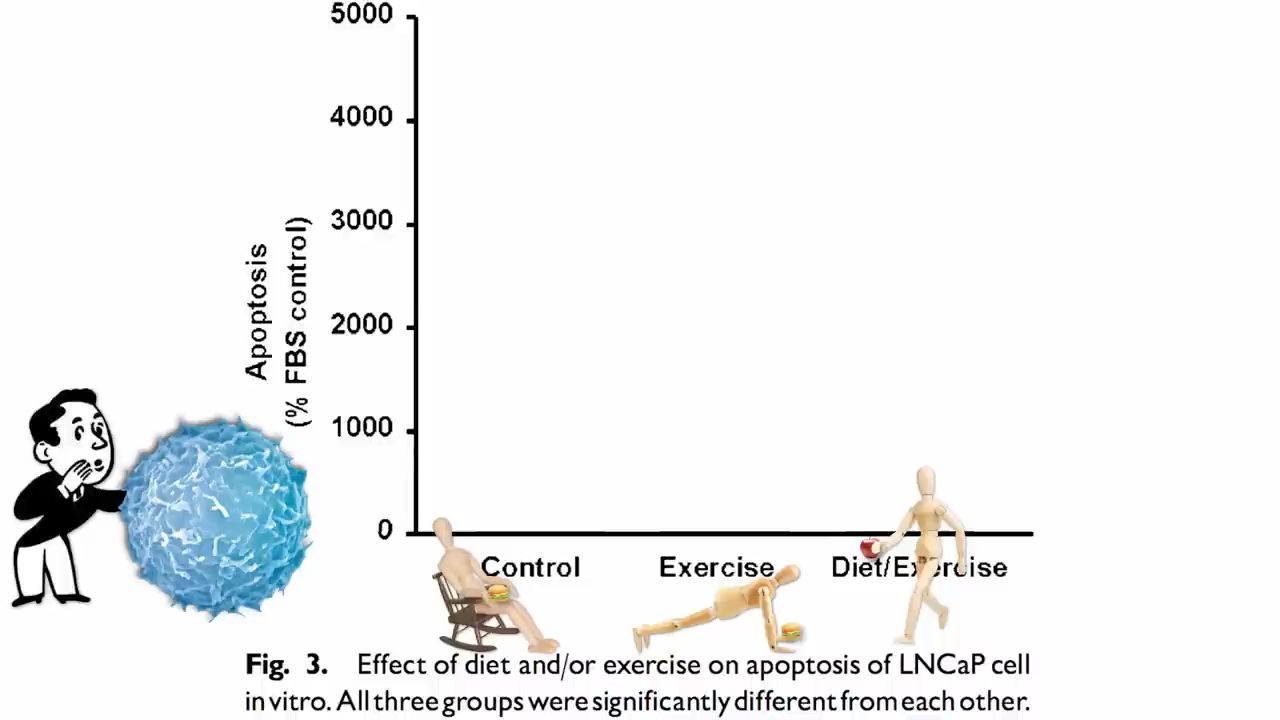 5000
4000
3000
2000
1000
0
Apoptosis
(% FBS control)
Control
Exercise
Diet/Exercise
Fig. 3. Effect of diet and/or exercise on apoptosis of LNCaP cell
in vitro. All three groups were significantly different from each other.